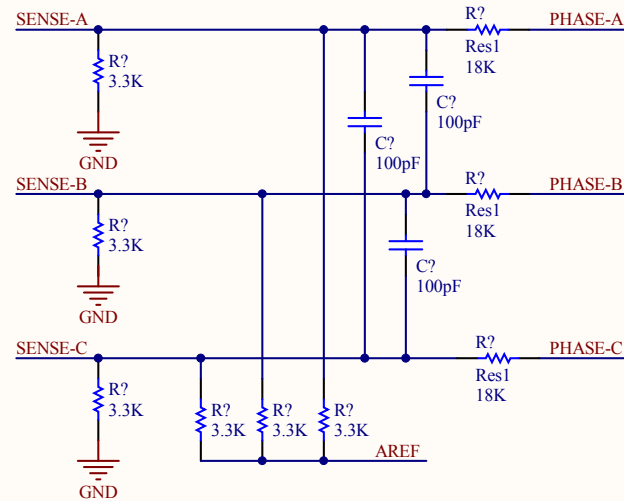 SENSE-A
R?
PHASE-A
R?
3.3K
Res1
18K
C?
100pF
C?
100pF
GND
SENSE-B
R?
PHASE-B
R?
3.3K
Res1
18K
C?
100pF
GND
SENSE-C
R?
PHASE-C
R?
3.3K
Res1
18K
R?
3.3K
R?
3.3K
R?
3.3K
AREF
GND